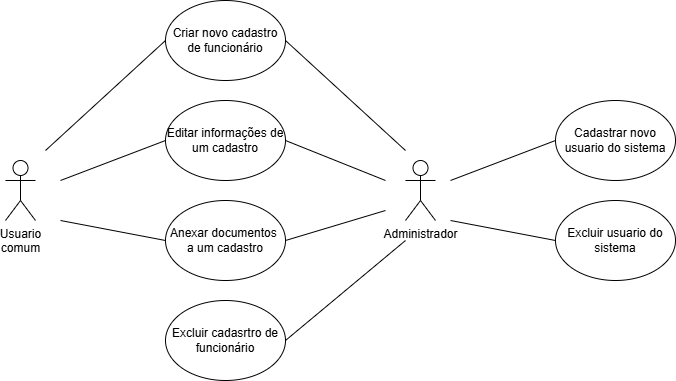 Criar novo cadastro
de funcionário
Editar informações de
um cadastro
Cadastrar novo
usuario do sistema
Usuario
comum
Anexar documentos
a um cadastro
Administrador
Excluir usuario do
sistema
Excluir cadasrtro de
funcionário